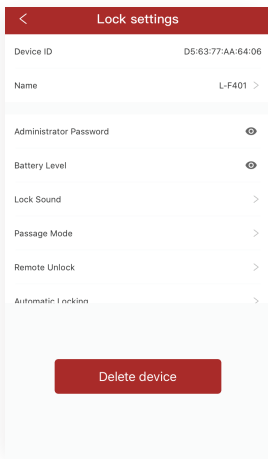 Lock settings
Device ID D5:63:77:AA:64:06
Name L-F401
Administrator Password
Battery Level
Lock Sound
Passage Mode
Remote Unlock
Automatic Locking
Delete device